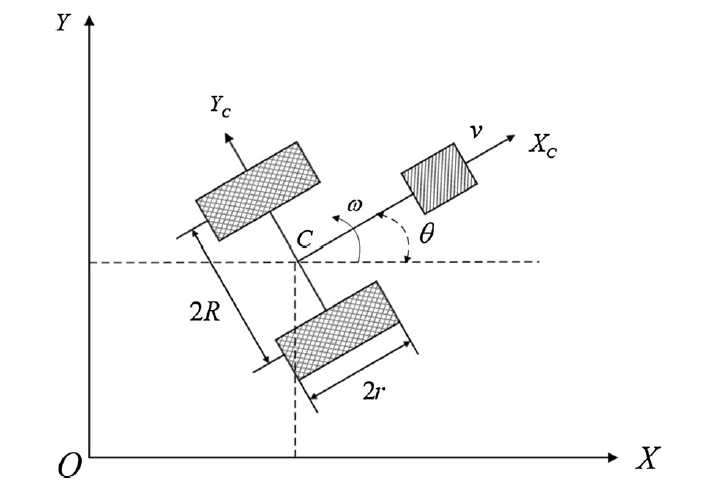 Y
Y_c
v
X_c
ω
C
θ
2R
2r
O
X